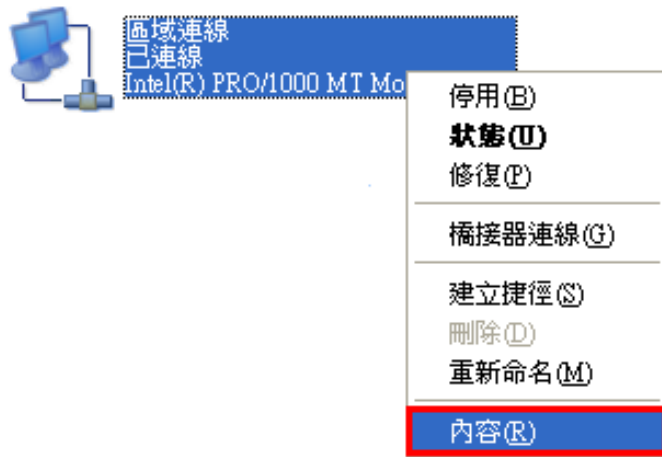 區域連線
已連線
Intel(R) PRO/1000 MT Mo
停用(B)
狀態(U)
修復(P)
橋接器連線(G)
建立捷徑(S)
刪除(D)
重新命名(M)
內容(R)